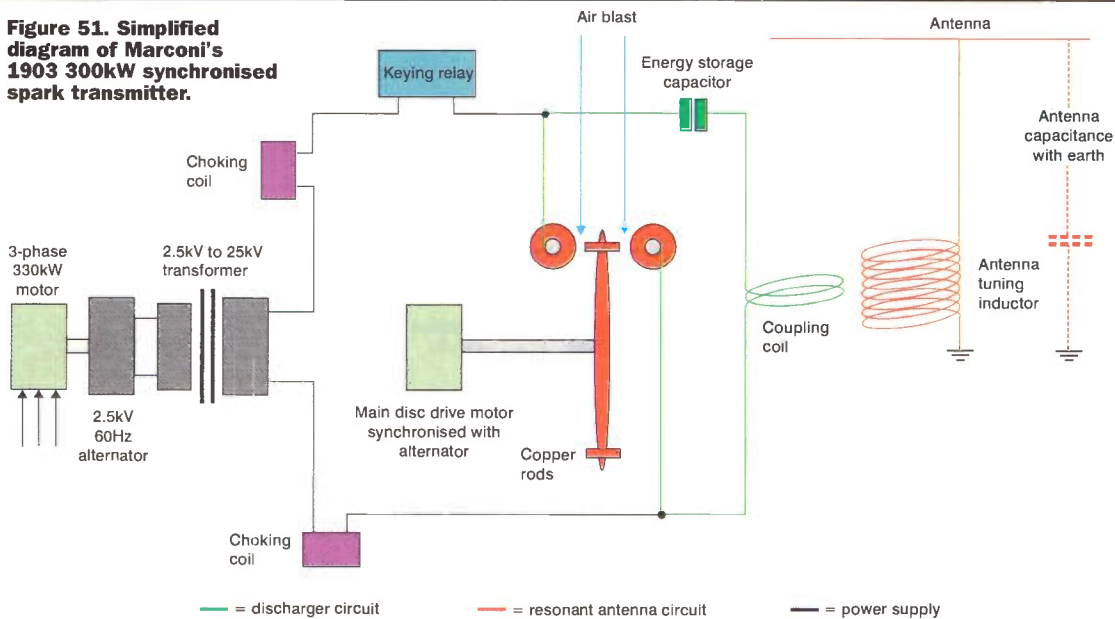 Figure 51. Simplified
diagram of Marconi's
1903 300kW synchronised
spark transmitter.
Air blast
Antenna
Keying relay
Energy storage
capacitor
Antenna
capacitance
with earth
Choking
coil
3-phase
330kW
motor
2.5kV to 25kV
transformer
Antenna
tuning
inductor
Coupling
coil
2.5kV
60Hz
alternator
Main disc drive motor
synchronised with
alternator
Copper
rods
Choking
coil
= discharger circuit
= resonant antenna circuit
= power supply